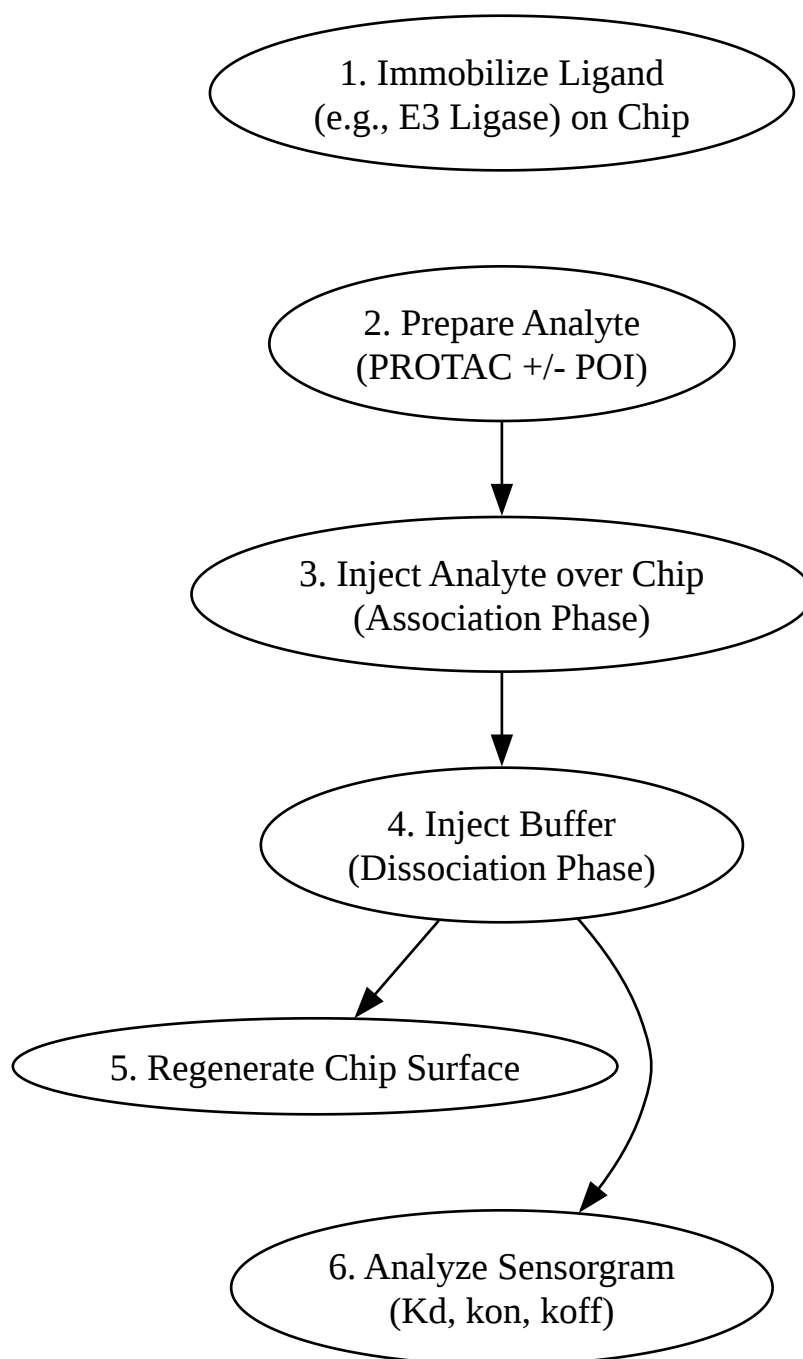 1. Immobilize Ligand
(e.g., E3 Ligase) on Chip
2. Prepare Analyte
(PROTAC +/- POI)
3. Inject Analyte over Chip
(Association Phase)
4. Inject Buffer
(Dissociation Phase)
5. Regenerate Chip Surface
6. Analyze Sensorgram
(Kd, kon, koff)